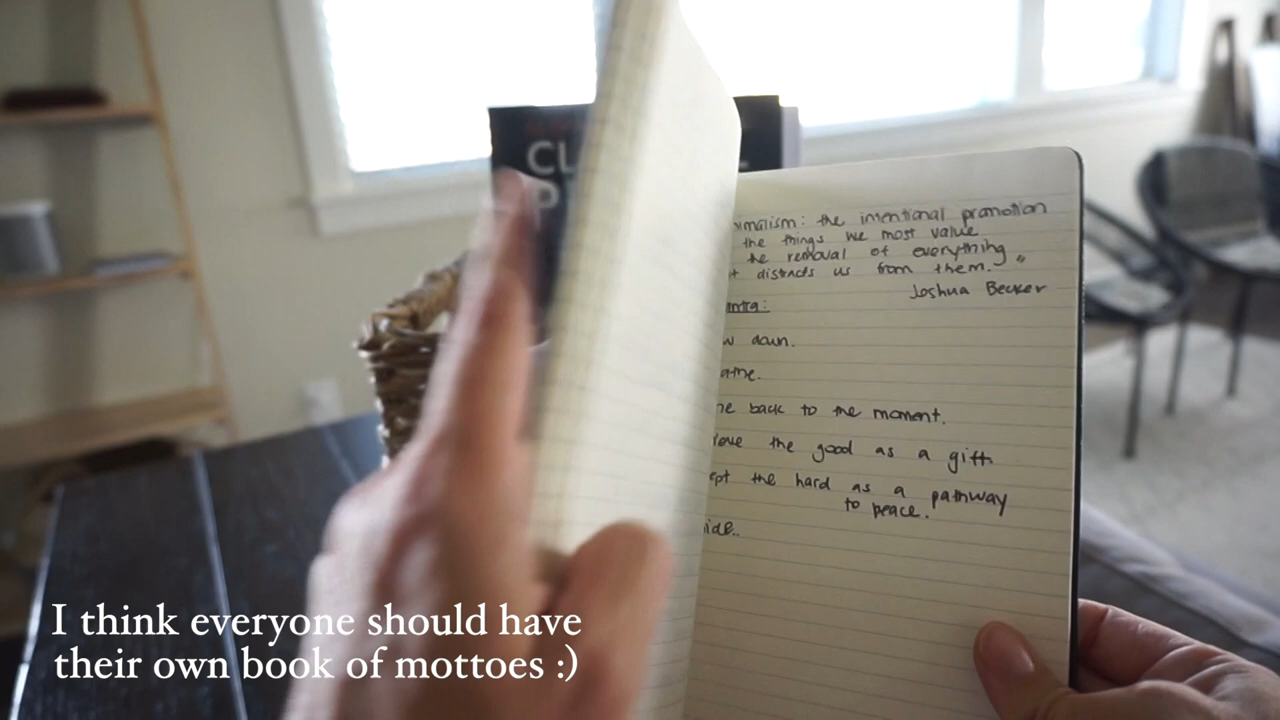 CL
P
imalism: the intentional promotion
the things we most value
the removal of everything
t distracts us from them."
Joshua Becker
ntra:
w down.
athe.
me back to the moment.
the good as a gift.
ept the hard as a pathway
to peace.
I think everyone should have
their own book of mottoes :)